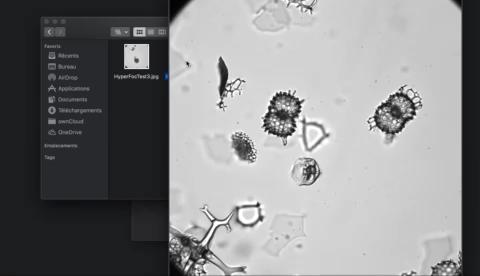 Favoris
Récents
Bureau
AirDrop
Applications
Documents
Téléchargements
ownCloud
OneDrive
Emplacements
Tags
HyperFocTest3.jpg